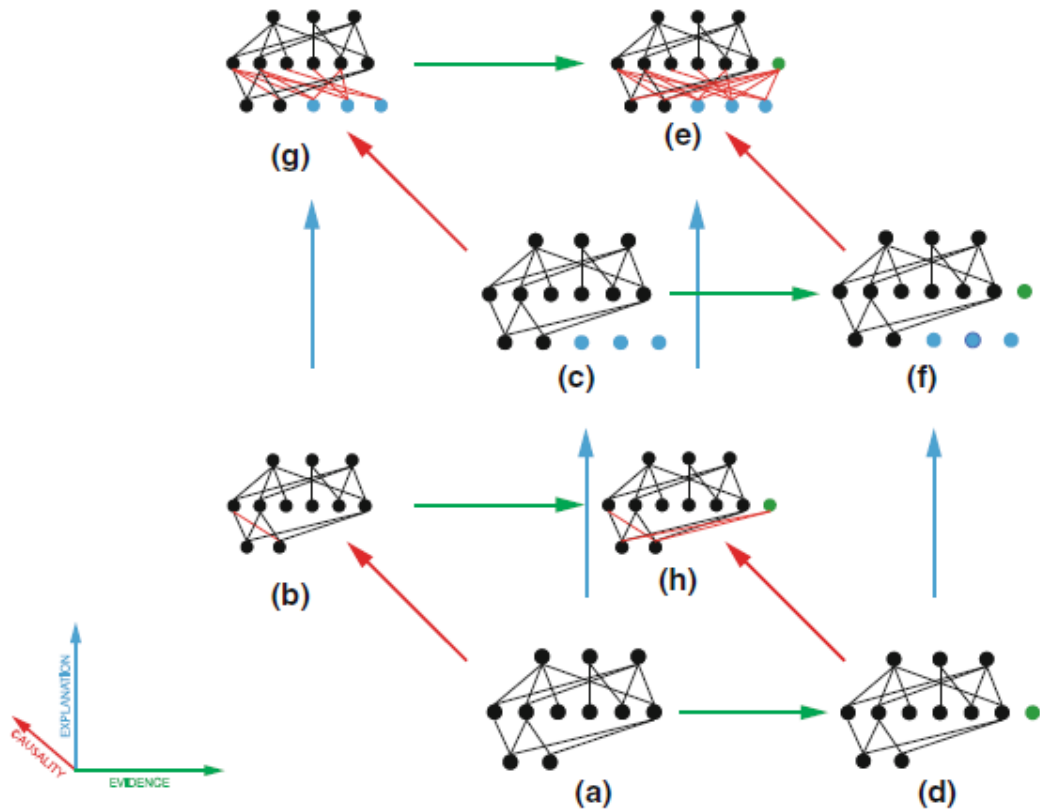 (g)
(e)
(c)
(f)
(b)
(h)
(a)
(d)
EXPLANATION
CAUSALITY
EVIDENCE